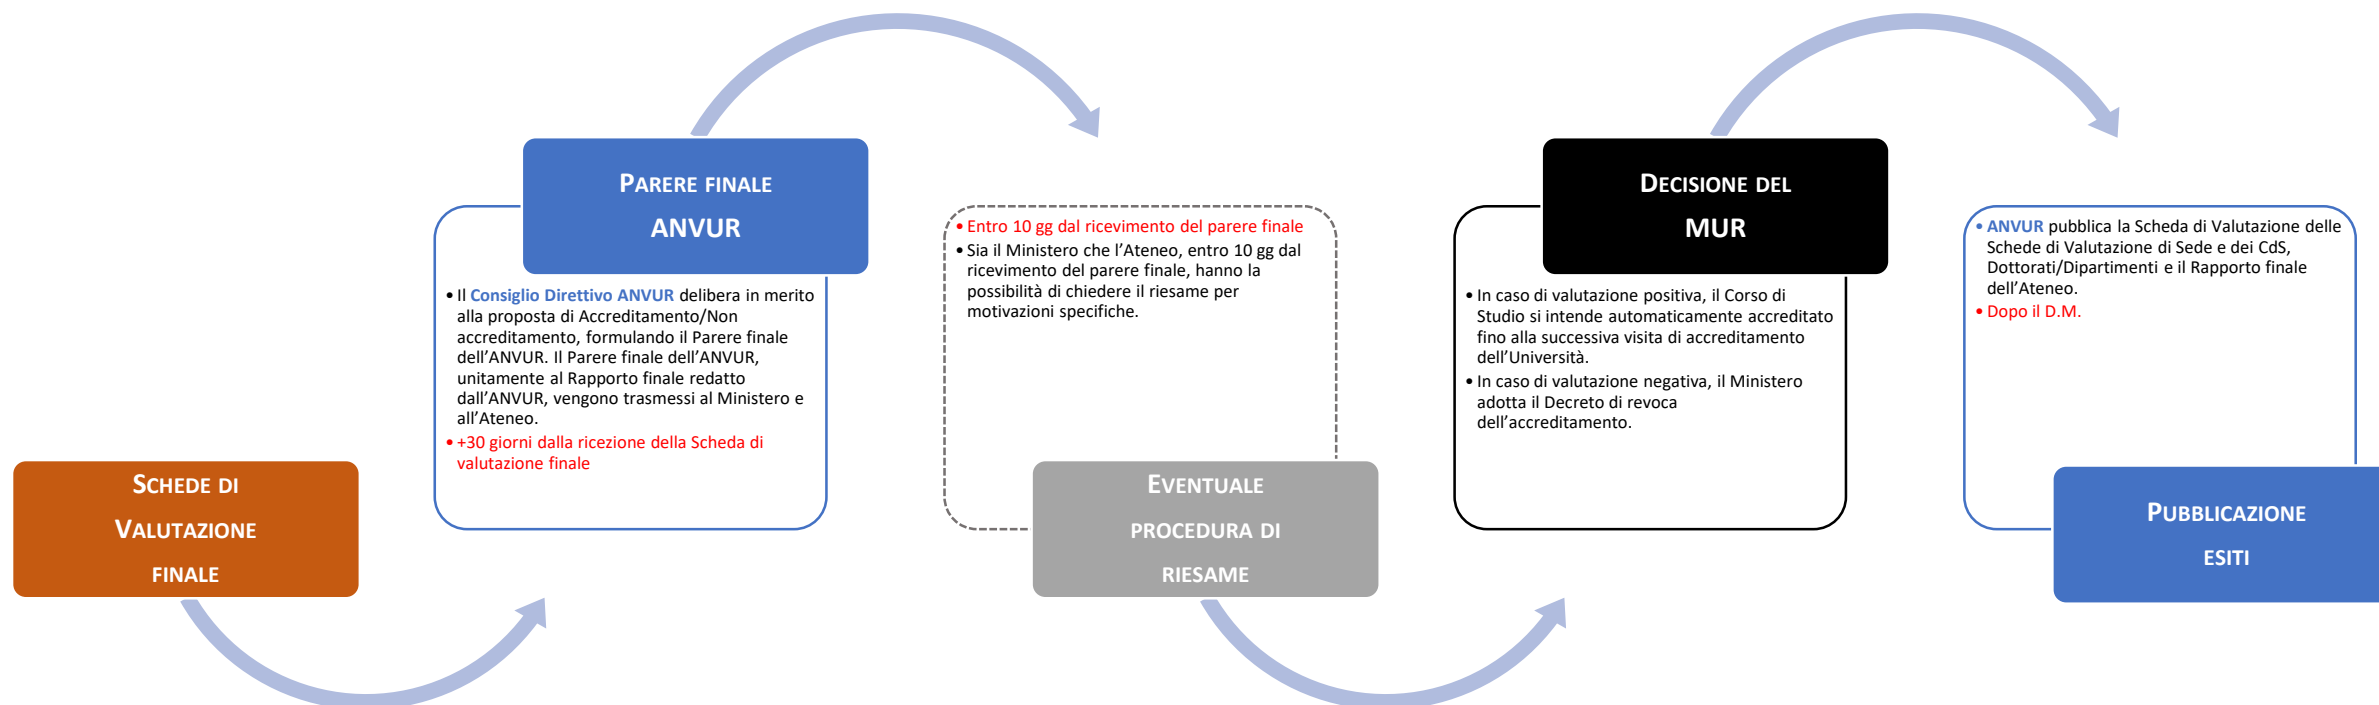 SCHEDE DI
VALUTAZIONE
FINALE
PARERE FINALE
ANVUR
• Il Consiglio Direttivo ANVUR delibera in merito
alla proposta di Accreditamento/Non
accreditamento, formulando il Parere finale
dell’ANVUR. Il Parere finale dell’ANVUR,
unitamente al Rapporto finale redatto
dall’ANVUR, vengono trasmessi al Ministero e
all’Ateneo.
• +30 giorni dalla ricezione della Scheda di
valutazione finale
• Entro 10 gg dal ricevimento del parere finale
• Sia il Ministero che l’Ateneo, entro 10 gg dal
ricevimento del parere finale, hanno la
possibilità di chiedere il riesame per
motivazioni specifiche.
EVENTUALE
PROCEDURA DI
RIESAME
DECISIONE DEL
MUR
• In caso di valutazione positiva, il Corso di
Studio si intende automaticamente accreditato
fino alla successiva visita di accreditamento
dell’Università.
• In caso di valutazione negativa, il Ministero
adotta il Decreto di revoca
dell’accreditamento.
• ANVUR pubblica la Scheda di Valutazione delle
Schede di Valutazione di Sede e dei CdS,
Dottorati/Dipartimenti e il Rapporto finale
dell’Ateneo.
• Dopo il D.M.
PUBBLICAZIONE
ESITI